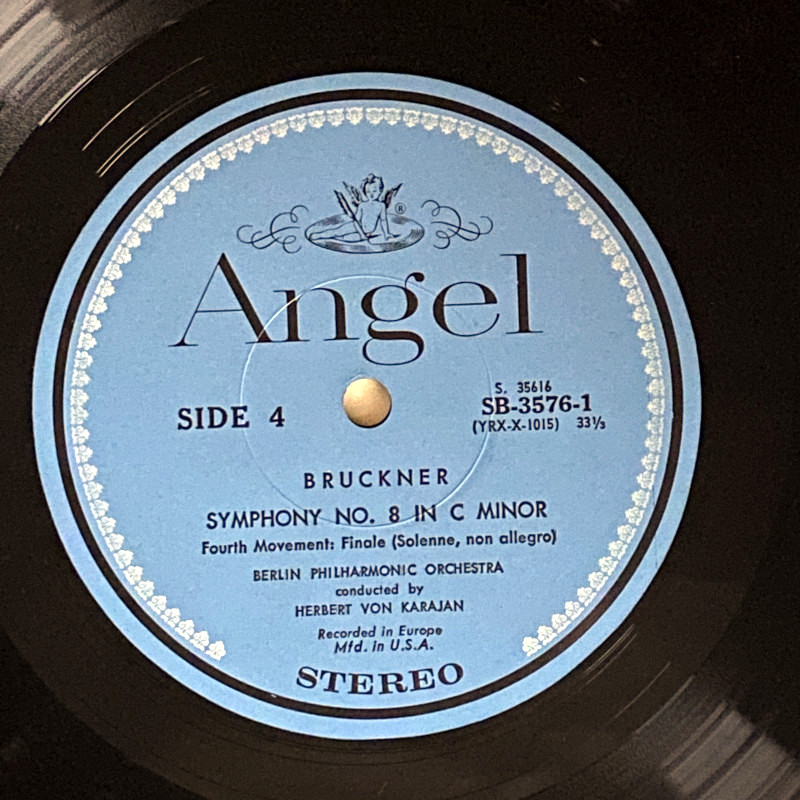 ®
Angel
SIDE 4
S. 35616
SB-3576-1
(YRX-X-1015) 33⅓
BRUCKNER
SYMPHONY NO. 8 IN C MINOR
Fourth Movement: Finale (Solenne, non allegro)
BERLIN PHILHARMONIC ORCHESTRA
conducted by
HERBERT VON KARAJAN
Recorded in Europe
Mfd. in U.S.A.
STEREO